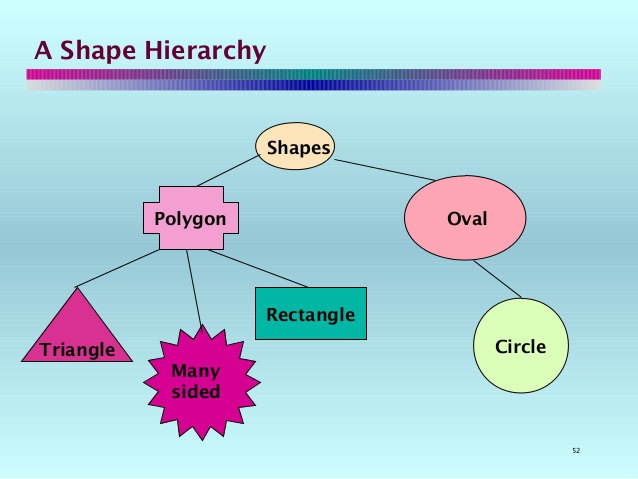 A Shape Hierarchy
Shapes
Polygon
Oval
Rectangle
Triangle
Many
sided
Circle
52